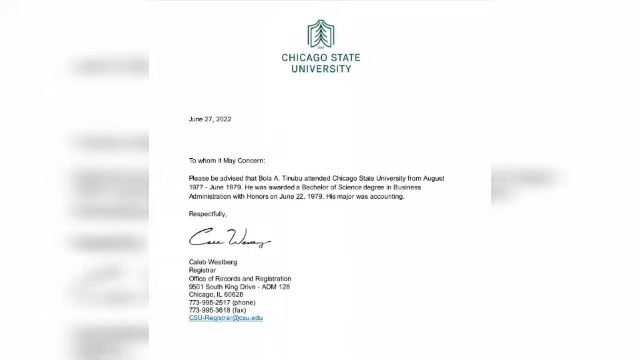 CHICAGO STATE
UNIVERSITY
June 27, 2022
To whom It May Concern:
Please be advised that Bola A. Tinubu attended Chicago State University from August
1977 - June 1979. He was awarded a Bachelor of Science degree in Business
Administration with Honors on June 22, 1979. His major was accounting.
Respectfully,
Caleb Westberg
Registrar
Office of Records and Registration
9501 South King Drive - ADM 128
Chicago, IL 60628
773-995-2517 (phone)
773-995-3618 (fax)
CSU-Registrar@csu.edu